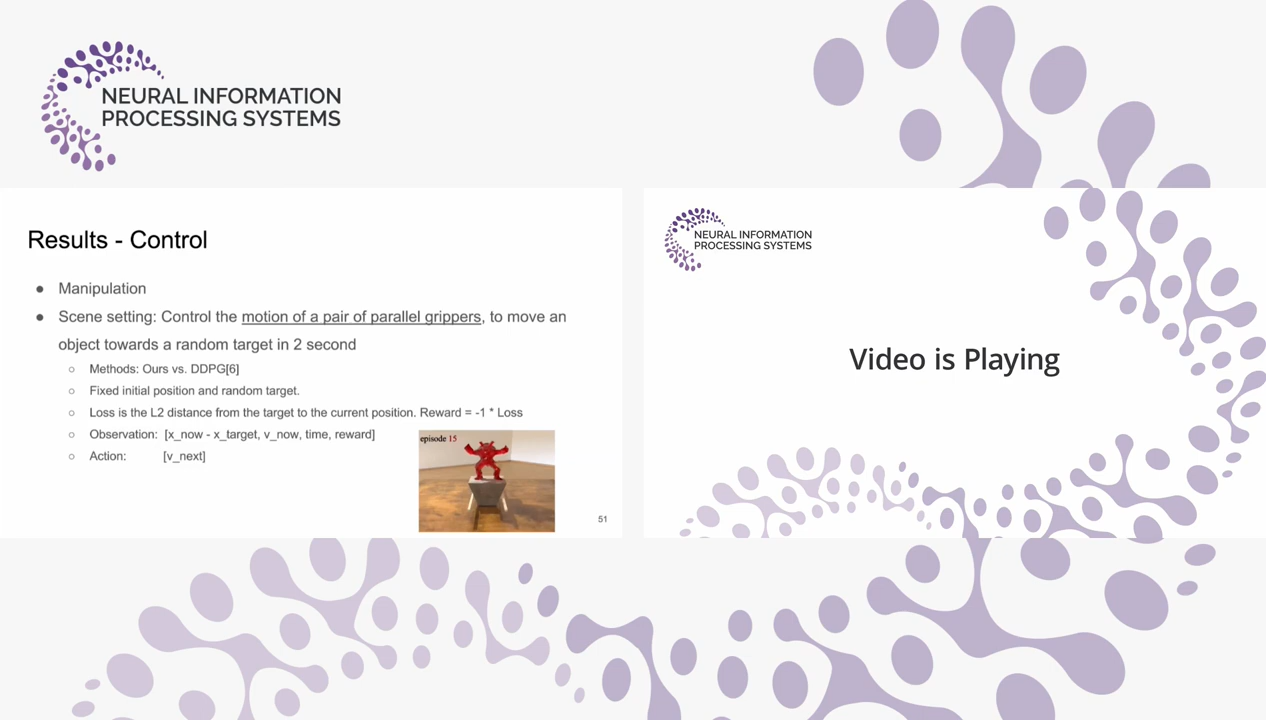 NEURAL INFORMATION
PROCESSING SYSTEMS
Results - Control
● Manipulation
● Scene setting: Control the motion of a pair of parallel grippers, to move an
object towards a random target in 2 second
○ Methods: Ours vs. DDPG[6]
○ Fixed initial position and random target.
○ Loss is the L2 distance from the target to the current position. Reward = -1 * Loss
○ Observation: [x_now - x_target, v_now, time, reward]
○ Action: [v_next]
episode 15
51
NEURAL INFORMATION
PROCESSING SYSTEMS
Video is Playing